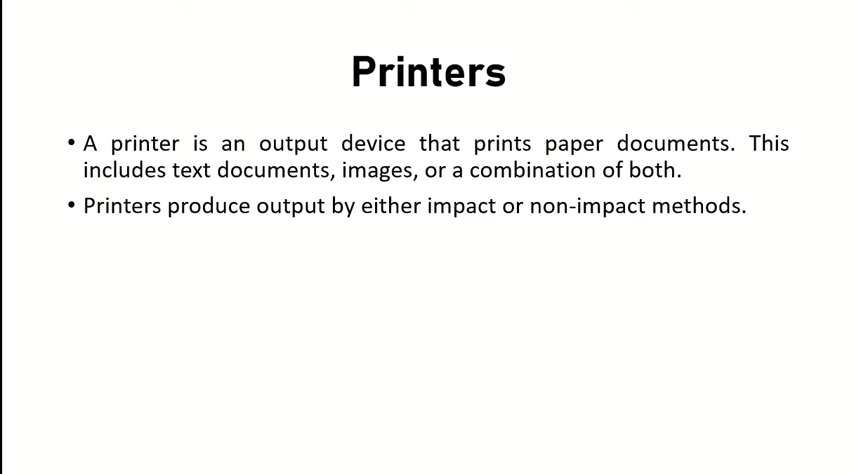 Printers
• A printer is an output device that prints paper documents. This
includes text documents, images, or a combination of both.
• Printers produce output by either impact or non-impact methods.